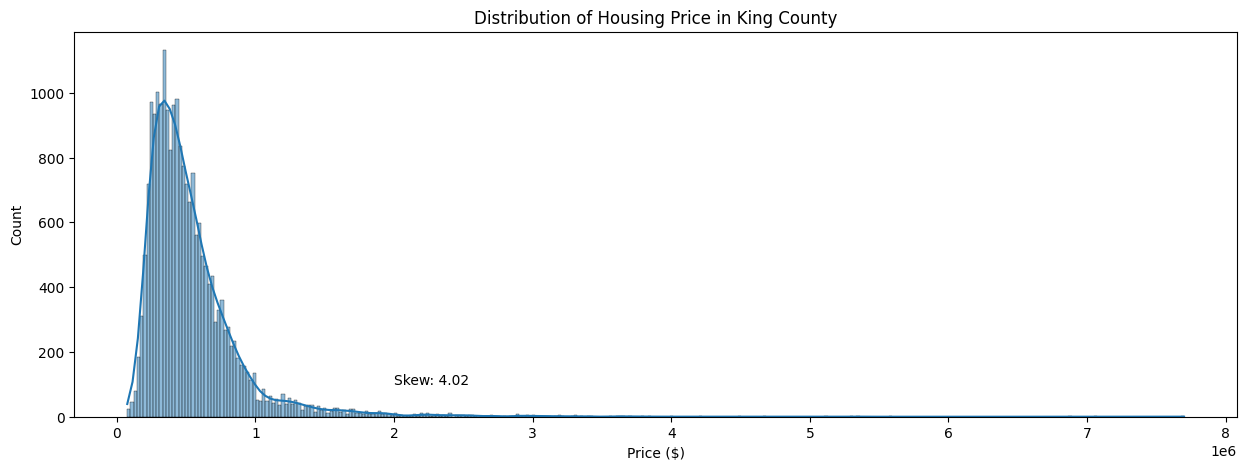 Distribution of Housing Price in King County
1000
800
600
400
200
0
Count
Skew: 4.02
0 1 2 3 4 5 6 7 8
1e6
Price ($)